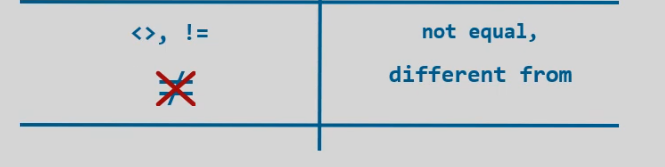 <>, !=
≠
not equal,
different from